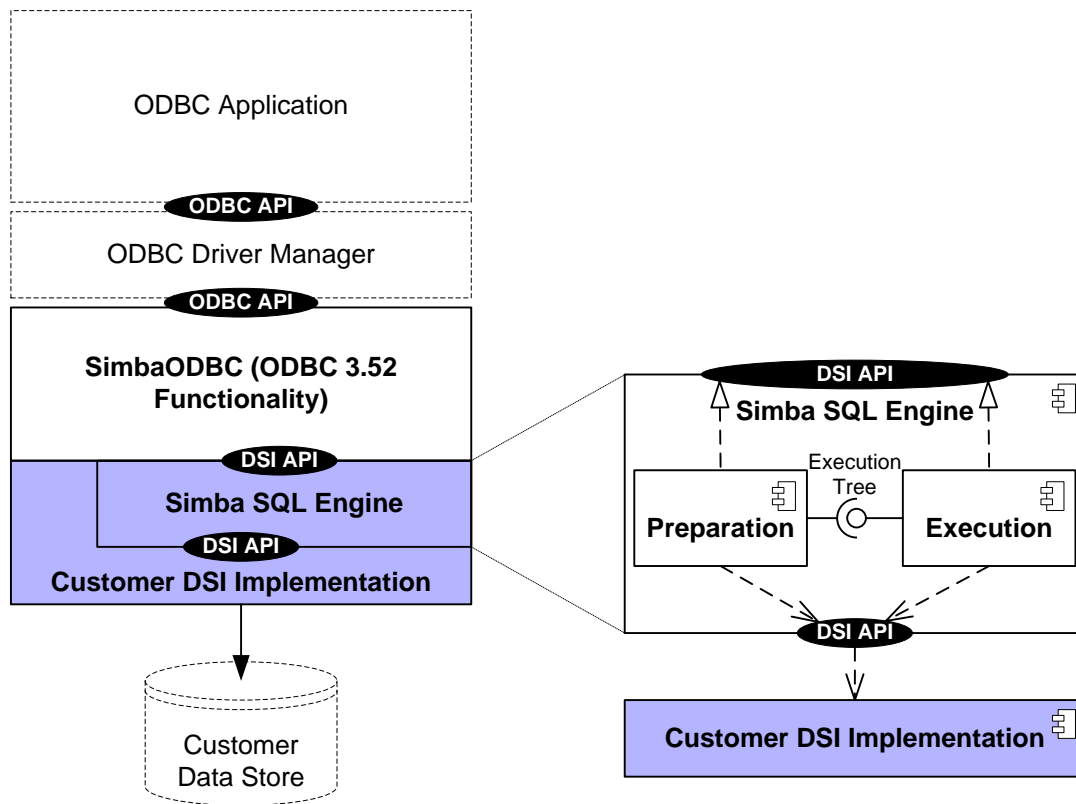 ODBC Application
ODBC API
ODBC Driver Manager
ODBC API
SimbaODBC (ODBC 3.52
Functionality)
DSI API
Simba SQL Engine
DSI API
Customer DSI Implementation
Customer
Data Store
DSI API
Simba SQL Engine
Execution
Tree
Preparation
Execution
DSI API
Customer DSI Implementation